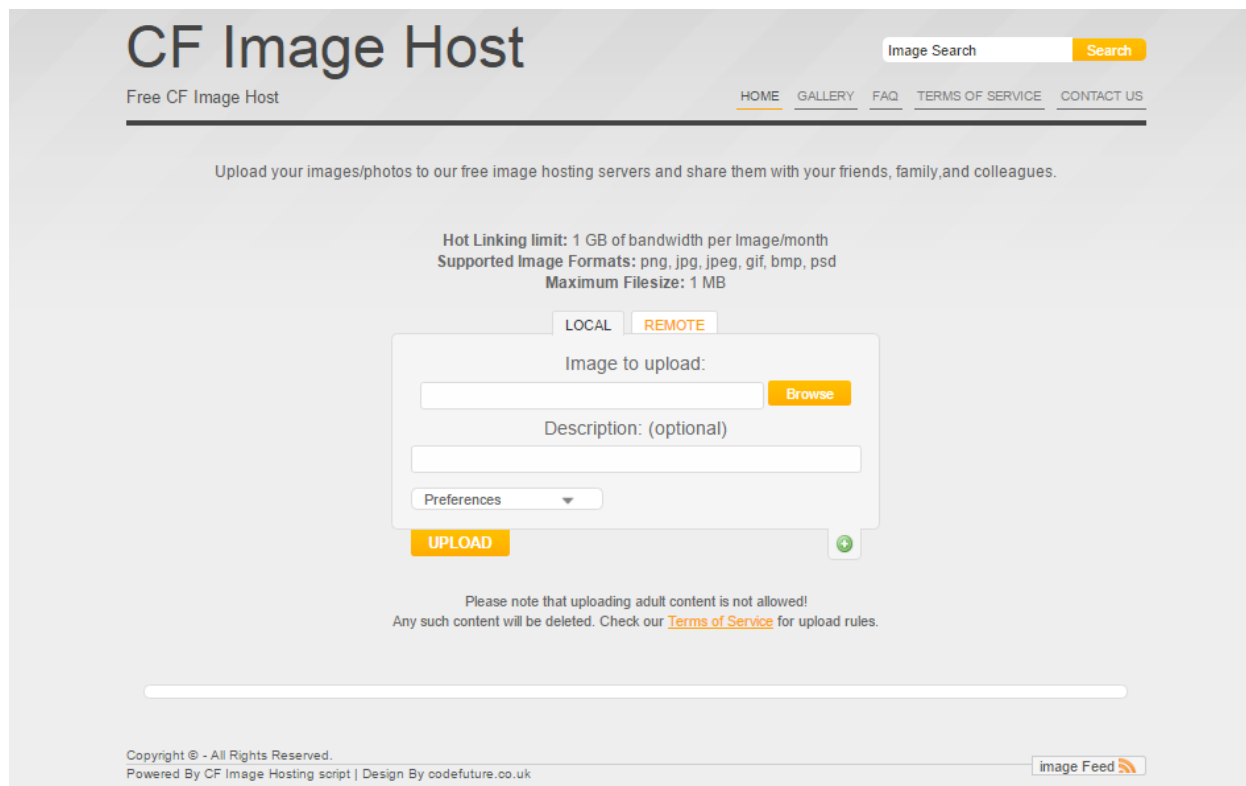 CF Image Host
Image Search
Search
Free CF Image Host
HOME GALLERY FAQ TERMS OF SERVICE CONTACT US
Upload your images/photos to our free image hosting servers and share them with your friends, family,and colleagues.
Hot Linking limit: 1 GB of bandwidth per Image/month
Supported Image Formats: png, jpg, jpeg, gif, bmp, psd
Maximum Filesize: 1 MB
LOCAL REMOTE
Image to upload:
Browse
Description: (optional)
Preferences
UPLOAD
Please note that uploading adult content is not allowed!
Any such content will be deleted. Check our Terms of Service for upload rules.
Copyright © - All Rights Reserved.
Powered By CF Image Hosting script | Design By codefuture.co.uk
image Feed